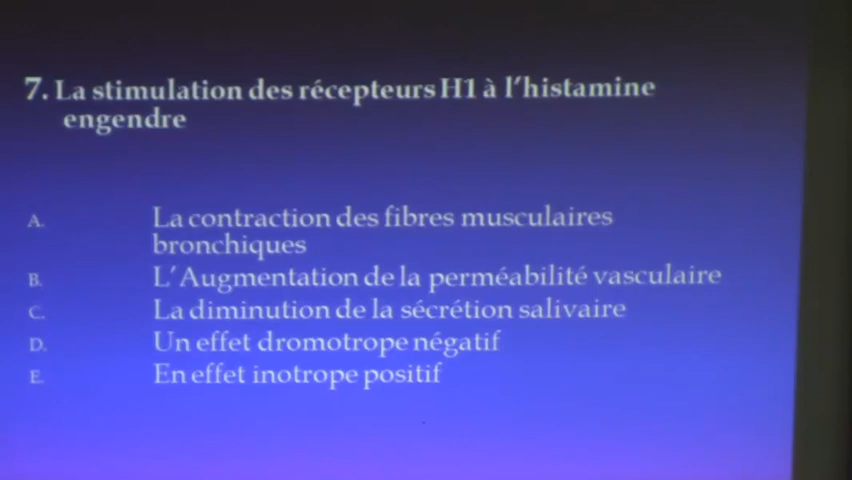 7. La stimulation des récepteurs H1 à l’histamine
engendre
A. La contraction des fibres musculaires
bronchiques
B. L’Augmentation de la perméabilité vasculaire
C. La diminution de la sécrétion salivaire
D. Un effet dromotrope négatif
E. En effet inotrope positif